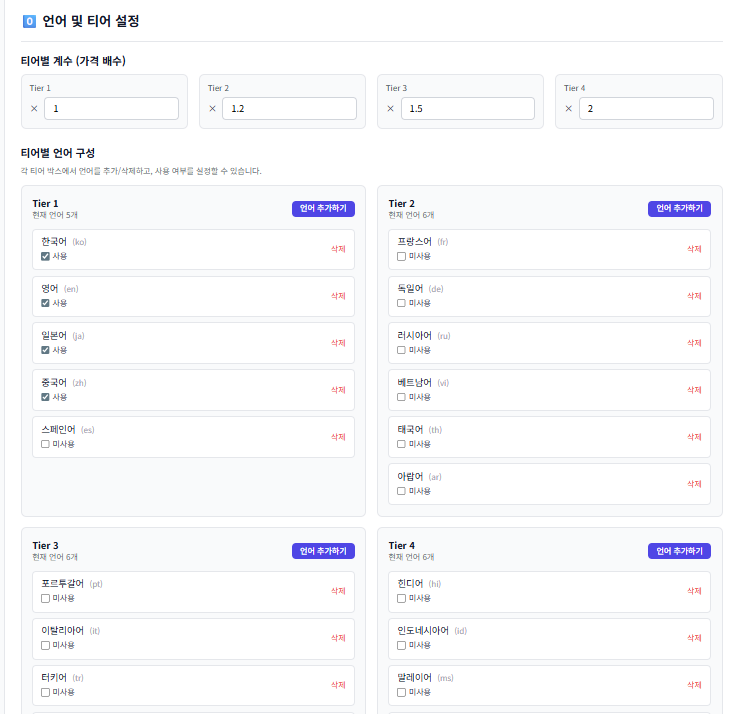 0 언어 및 티어 설정
티어별 계수 (가격 배수)
Tier 1
× 1
Tier 2
× 1.2
Tier 3
× 1.5
Tier 4
× 2
티어별 언어 구성
각 티어 박스에서 언어를 추가/삭제하고, 사용 여부를 설정할 수 있습니다.
Tier 1
현재 언어 5개
언어 추가하기
한국어 (ko)
사용
삭제
영어 (en)
사용
삭제
일본어 (ja)
사용
삭제
중국어 (zh)
사용
삭제
스페인어 (es)
미사용
삭제
Tier 2
현재 언어 6개
언어 추가하기
프랑스어 (fr)
미사용
삭제
독일어 (de)
미사용
삭제
러시아어 (ru)
미사용
삭제
베트남어 (vi)
미사용
삭제
태국어 (th)
미사용
삭제
아랍어 (ar)
미사용
삭제
Tier 3
현재 언어 6개
언어 추가하기
포르투갈어 (pt)
미사용
삭제
이탈리아어 (it)
미사용
삭제
터키어 (tr)
미사용
삭제
Tier 4
현재 언어 6개
언어 추가하기
힌디어 (hi)
미사용
삭제
인도네시아어 (id)
미사용
삭제
말레이어 (ms)
미사용
삭제